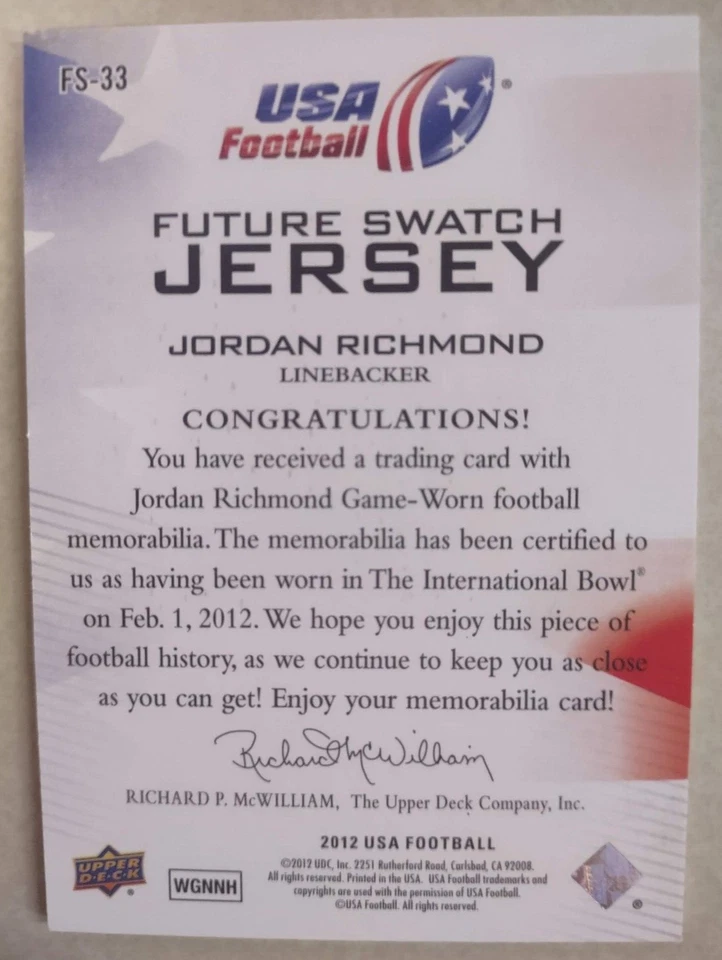 FS-33
USA
Football
®
FUTURE SWATCH
JERSEY
JORDAN RICHMOND
LINEBACKER
CONGRATULATIONS!
You have received a trading card with
Jordan Richmond Game-Worn football
memorabilia. The memorabilia has been certified to
us as having been worn in The International Bowl®
on Feb. 1, 2012. We hope you enjoy this piece of
football history, as we continue to keep you as close
as you can get! Enjoy your memorabilia card!
Richard McWilliam
RICHARD P. McWILLIAM, The Upper Deck Company, Inc.
2012 USA FOOTBALL
©2012 UDC, Inc. 2251 Rutherford Road, Carlsbad, CA 92008.
All rights reserved. Printed in the USA. USA Football trademarks and
copyrights are used with the permission of USA Football.
©USA Football. All rights reserved.
UPPER
D·E·C·K
®
WGNNH
®